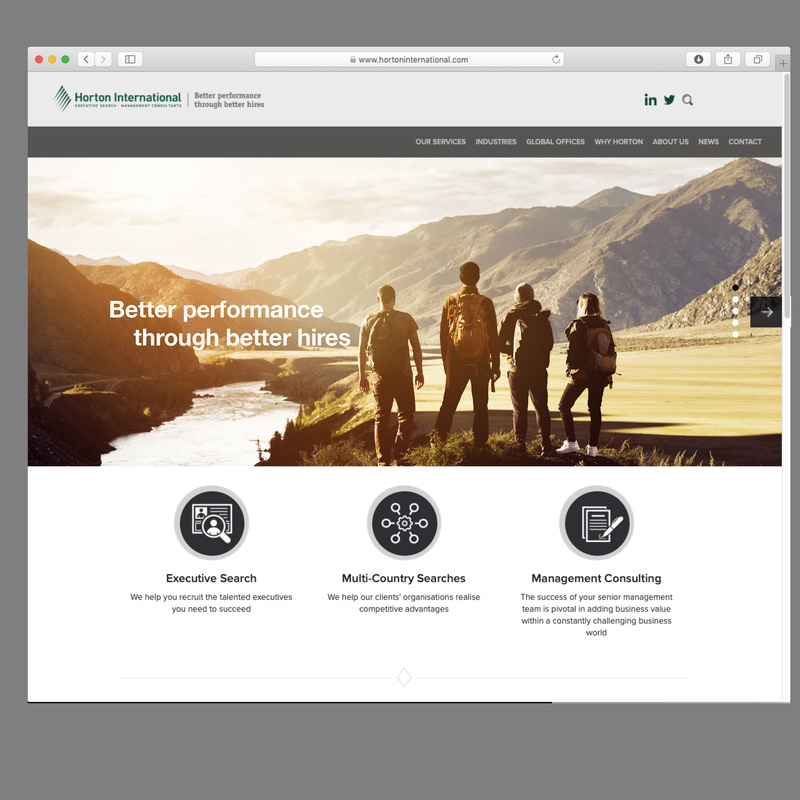 www.hortoninternational.com
Horton International
EXECUTIVE SEARCH · MANAGEMENT CONSULTANTS
Better performance
through better hires
in
OUR SERVICES INDUSTRIES GLOBAL OFFICES WHY HORTON ABOUT US NEWS CONTACT
Better performance
through better hires
Executive Search
We help you recruit the talented executives
you need to succeed
Multi-Country Searches
We help our clients' organisations realise
competitive advantages
Management Consulting
The success of your senior management
team is pivotal in adding business value
within a constantly challenging business
world